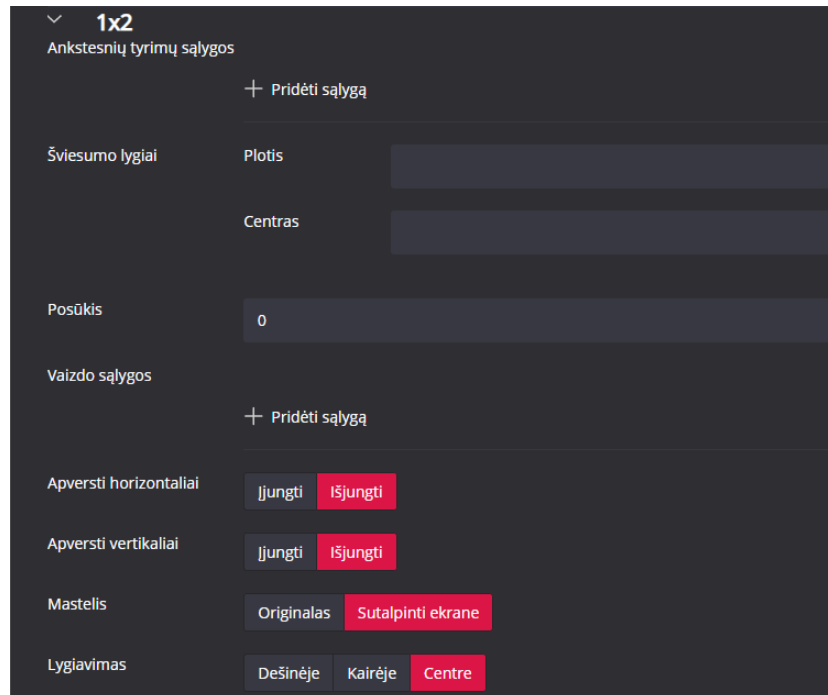 1x2
Ankstesnių tyrimų sąlygos
Pridėti sąlygą
Šviesumo lygiai Plotis
Centras
Posūkis 0
Vaizdo sąlygos
Pridėti sąlygą
Apversti horizontaliai Įjungti Išjungti
Apversti vertikaliai Įjungti Išjungti
Mastelis Originalas Sutalpinti ekrane
Lygiavimas Dešinėje Kairėje Centre